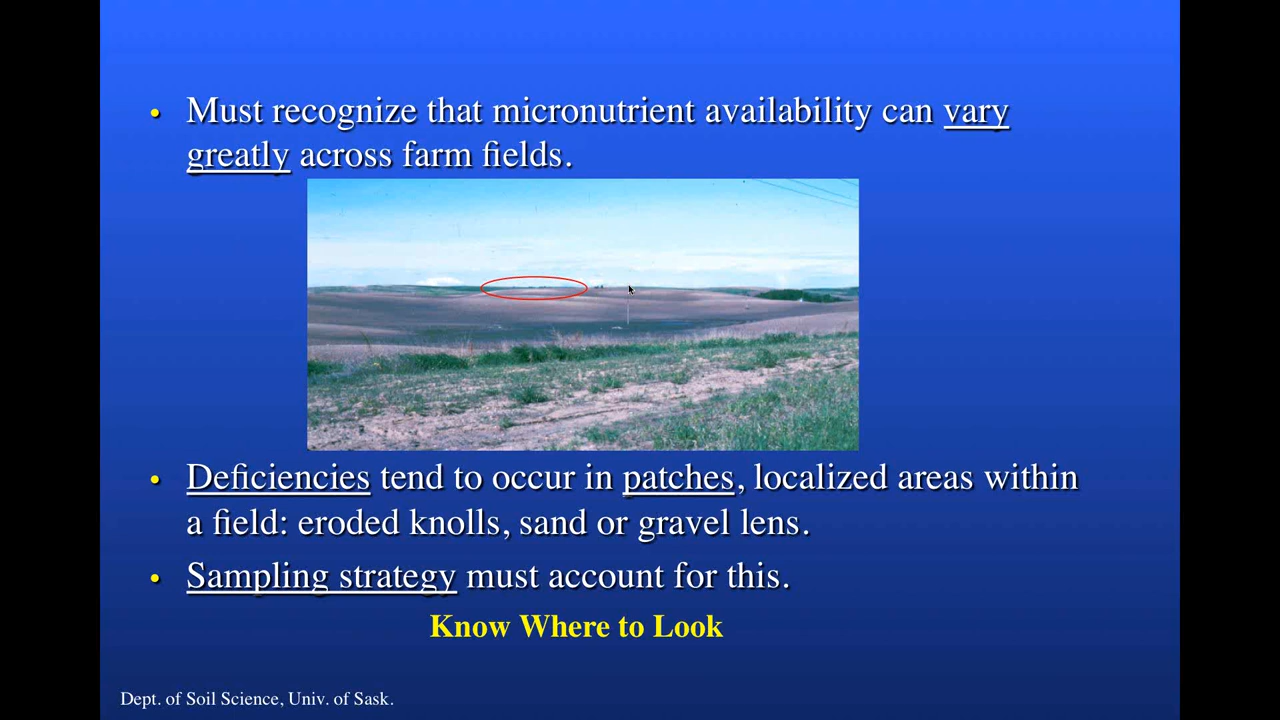 • Must recognize that micronutrient availability can vary
greatly across farm fields.
• Deficiencies tend to occur in patches, localized areas within
a field: eroded knolls, sand or gravel lens.
• Sampling strategy must account for this.
Know Where to Look
Dept. of Soil Science, Univ. of Sask.